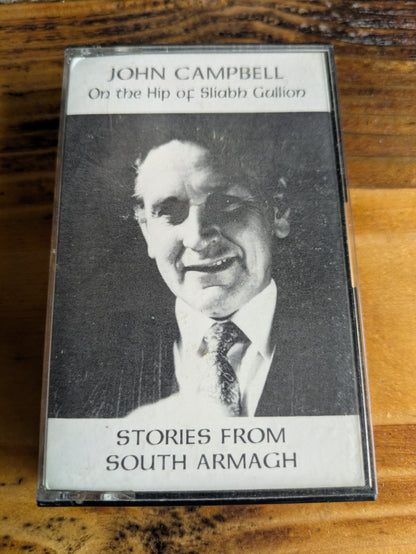 JOHN CAMPBELL
On the Hip of Sliabh Gullion
STORIES FROM
SOUTH ARMAGH